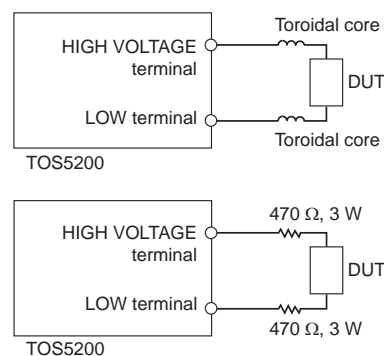 Toroidal core
HIGH VOLTAGE
terminal
DUT
LOW terminal
Toroidal core
TOS5200
470 Ω, 3 W
HIGH VOLTAGE
terminal
DUT
LOW terminal
470 Ω, 3 W
TOS5200